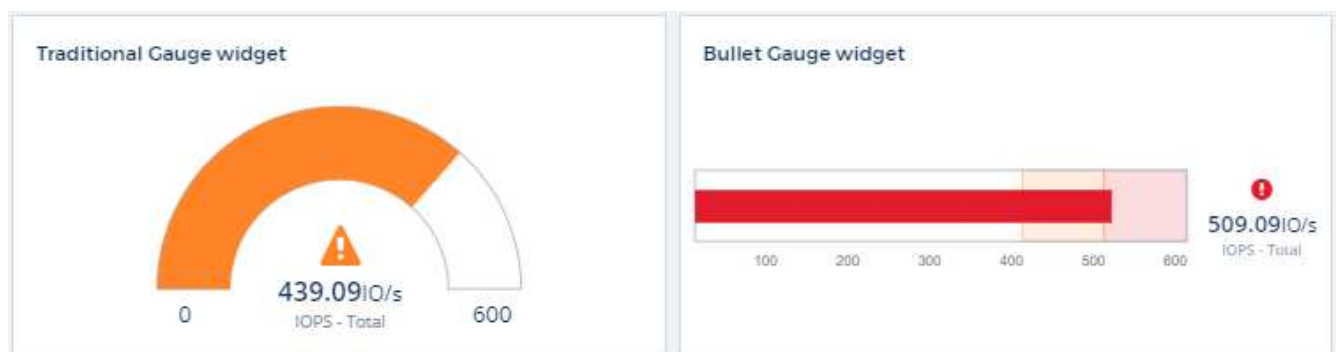 Traditional Gauge widget
439.09IO/s
0
IOPS - Total
600
Bullet Gauge widget
509.09IO/s
IOPS - Total
100 200 300 400 500 600